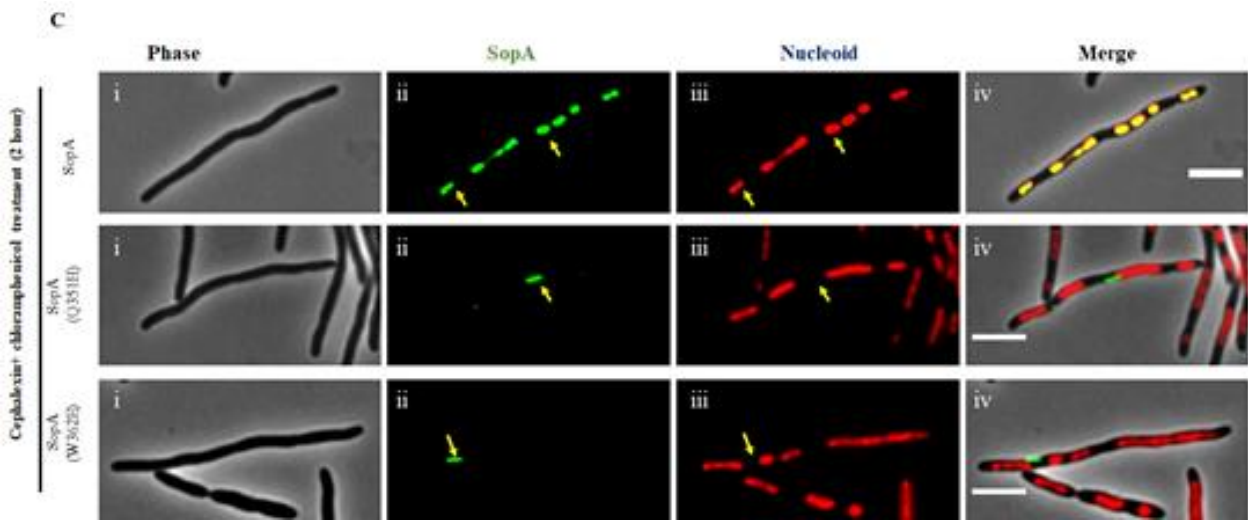 C
Phase SopA Nucleoid Merge
Cephalexin+ chloramphenicol treatment (2 hour)
SopA
i ii iii iv
SopA
(Q351H)
i ii iii iv
SopA
(W362H)
i ii iii iv